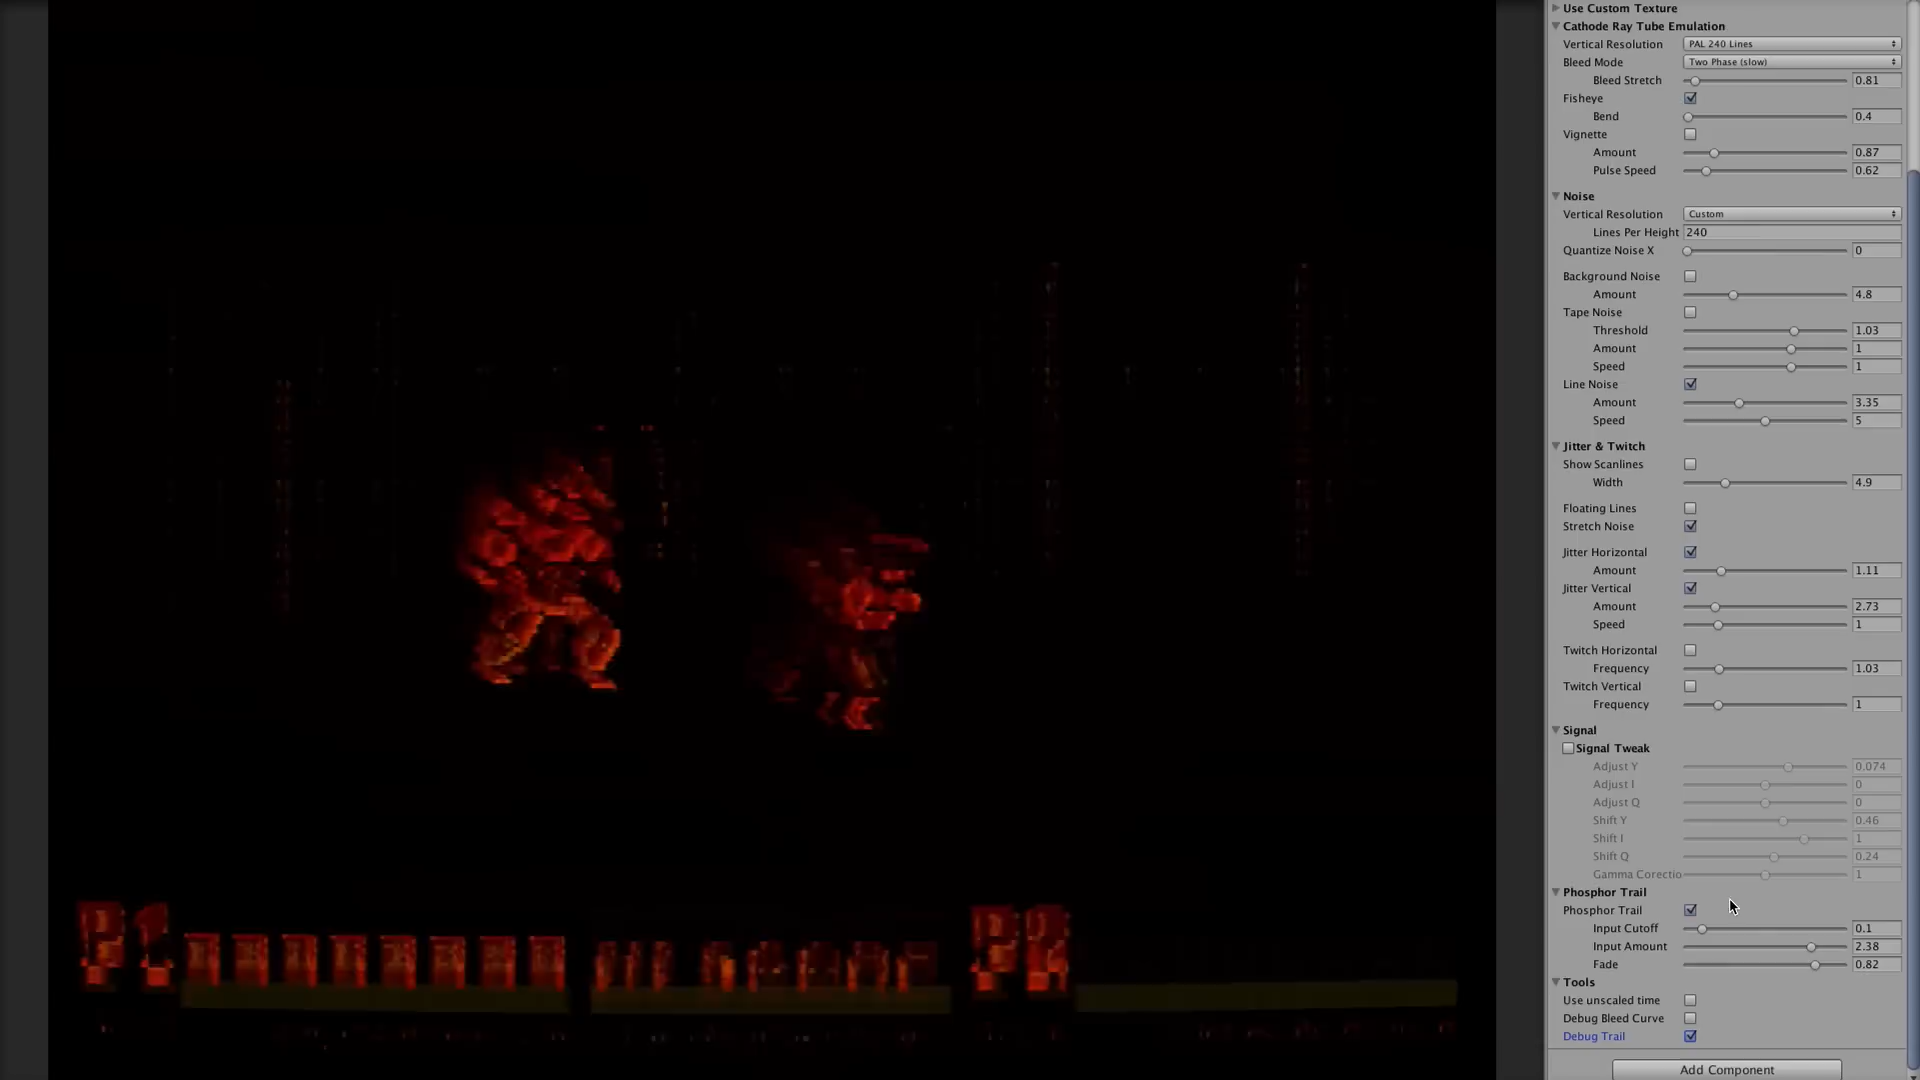 Use Custom Texture
Cathode Ray Tube Emulation
Vertical Resolution PAL 240 Lines
Bleed Mode Two Phase (slow)
Bleed Stretch 0.81
Fisheye
Bend 0.4
Vignette
Amount 0.87
Pulse Speed 0.62
Noise
Vertical Resolution Custom
Lines Per Height 240
Quantize Noise X 0
Background Noise
Amount 4.8
Tape Noise
Threshold 1.03
Amount 1
Speed 1
Line Noise
Amount 3.35
Speed 5
Jitter & Twitch
Show Scanlines
Width 4.9
Floating Lines
Stretch Noise
Jitter Horizontal
Amount 1.11
Jitter Vertical
Amount 2.73
Speed 1
Twitch Horizontal
Frequency 1.03
Twitch Vertical
Frequency 1
Signal
Signal Tweak
Adjust Y 0.074
Adjust I 0
Adjust Q 0
Shift Y 0.46
Shift I 1
Shift Q 0.24
Gamma Corectio 1
Phosphor Trail
Phosphor Trail
Input Cutoff 0.1
Input Amount 2.38
Fade 0.82
Tools
Use unscaled time
Debug Bleed Curve
Debug Trail
Add Component